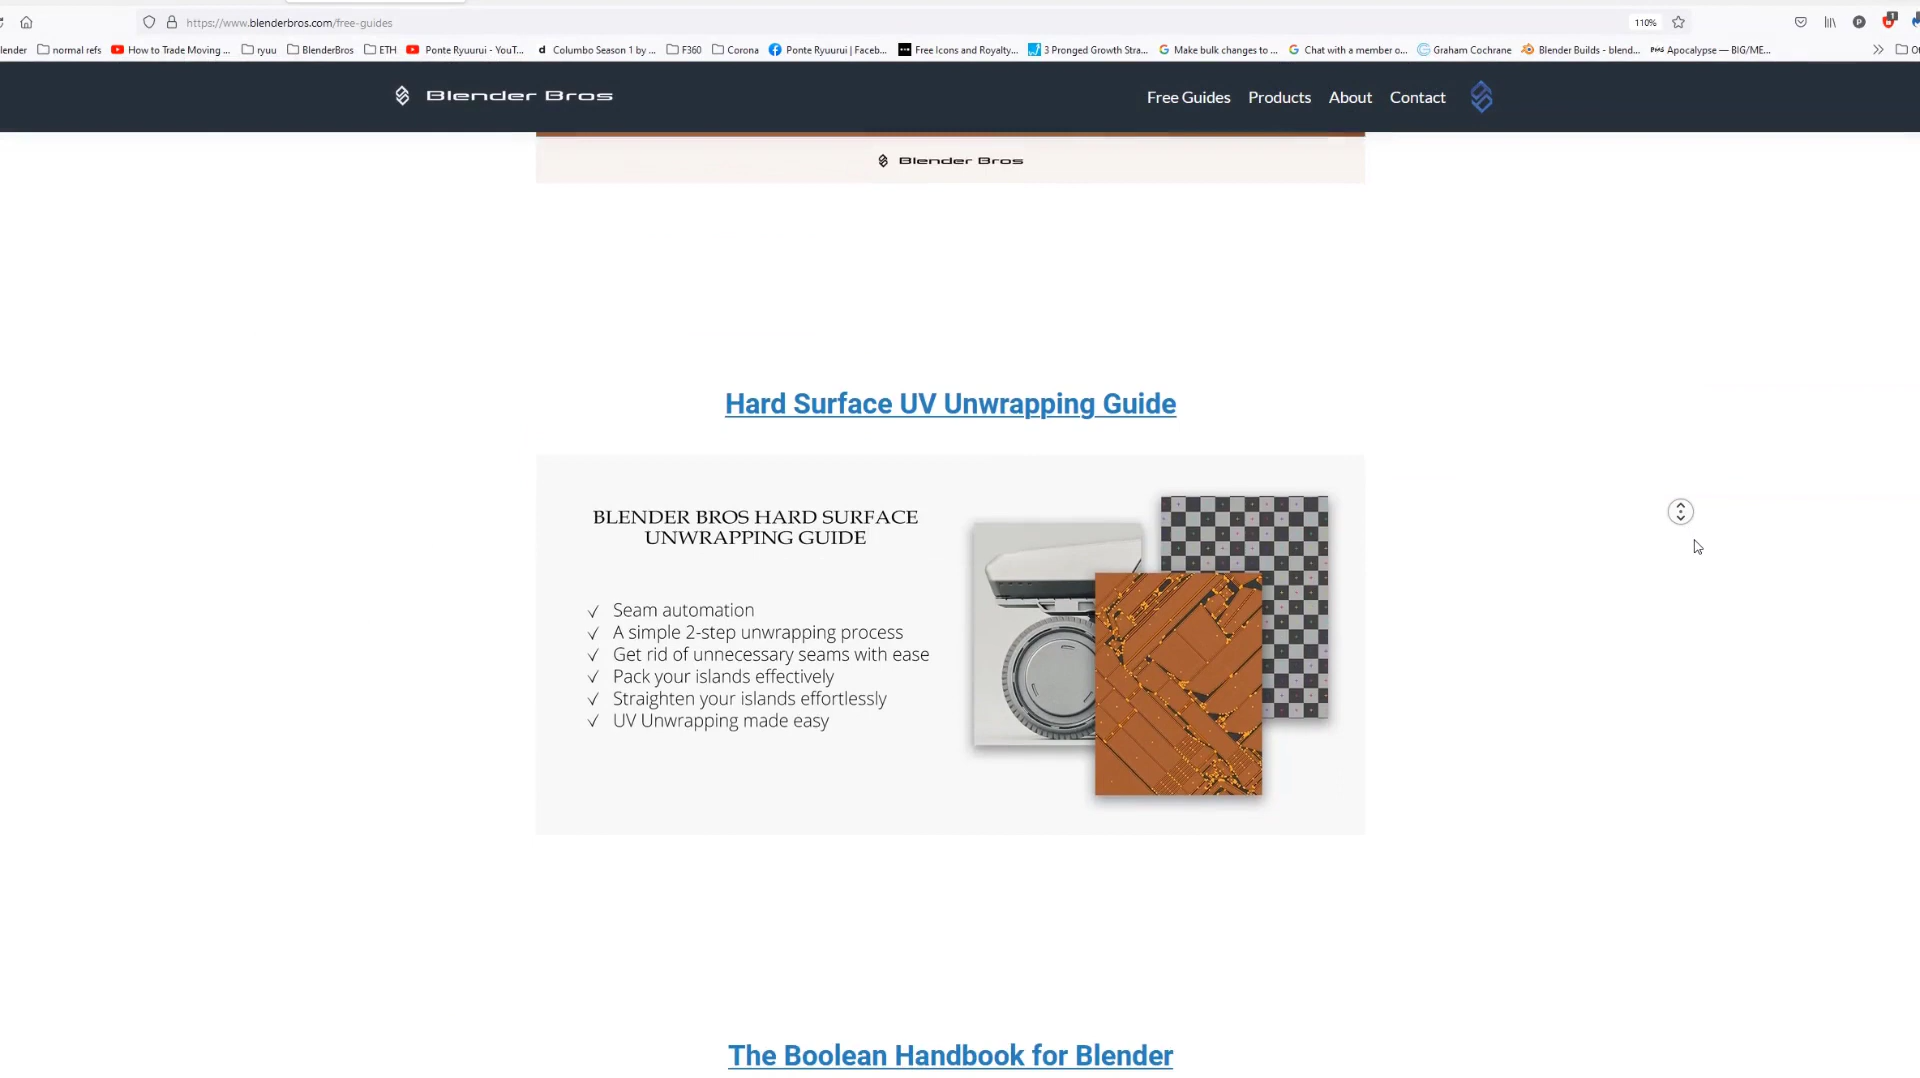 https://www.blenderbros.com/free-guides
110%
lender
normal refs
How to Trade Moving ...
ryuu
BlenderBros
ETH
Ponte Ryuurui - YouT...
Columbo Season 1 by ...
F360
Corona
Ponte Ryuurui | Faceb...
Free Icons and Royalty...
3 Pronged Growth Stra...
Make bulk changes to ...
Chat with a member o...
Graham Cochrane
Blender Builds - blend...
Apocalypse — BIG/ME...
Blender Bros
Free Guides
Products
About
Contact
Blender Bros
Hard Surface UV Unwrapping Guide
BLENDER BROS HARD SURFACE
UNWRAPPING GUIDE
✓ Seam automation
✓ A simple 2-step unwrapping process
✓ Get rid of unnecessary seams with ease
✓ Pack your islands effectively
✓ Straighten your islands effortlessly
✓ UV Unwrapping made easy
The Boolean Handbook for Blender